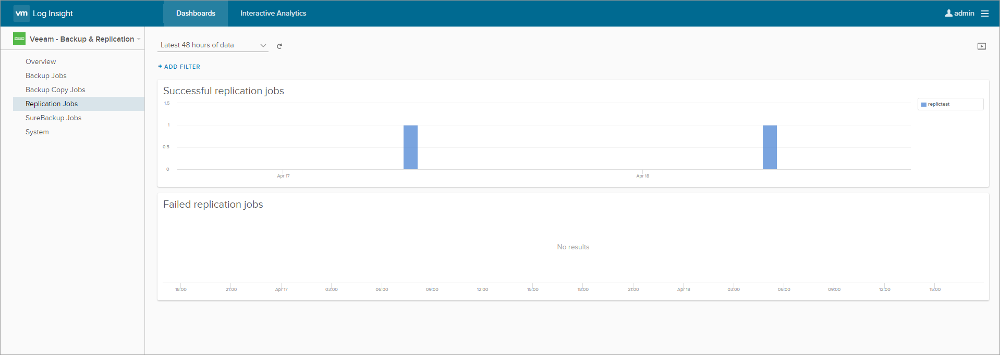 vm Log Insight Dashboards Interactive Analytics admin
veeam Veeam - Backup & Replication
Overview
Backup Jobs
Backup Copy Jobs
Replication Jobs
SureBackup Jobs
System
Latest 48 hours of data
+ ADD FILTER
Successful replication jobs
1.5
1
0.5
0
Apr 17 Apr 18
replictest
Failed replication jobs
No results
18:00 21:00 Apr 17 03:00 06:00 09:00 12:00 15:00 18:00 21:00 Apr 18 03:00 06:00 09:00 12:00 15:00